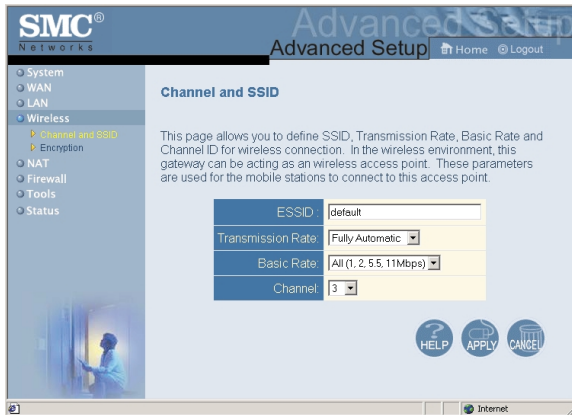 SMC®
Networks
Advanced Setup
Advanced Setup
Home
Logout
System
WAN
LAN
Wireless
Channel and SSID
Encryption
NAT
Firewall
Tools
Status
Channel and SSID
This page allows you to define SSID, Transmission Rate, Basic Rate and
Channel ID for wireless connection. In the wireless environment, this
gateway can be acting as an wireless access point. These parameters
are used for the mobile stations to connect to this access point.
ESSID : default
Transmission Rate: Fully Automatic
Basic Rate: All (1, 2, 5.5, 11Mbps)
Channel: 3
HELP APPLY CANCEL
Internet